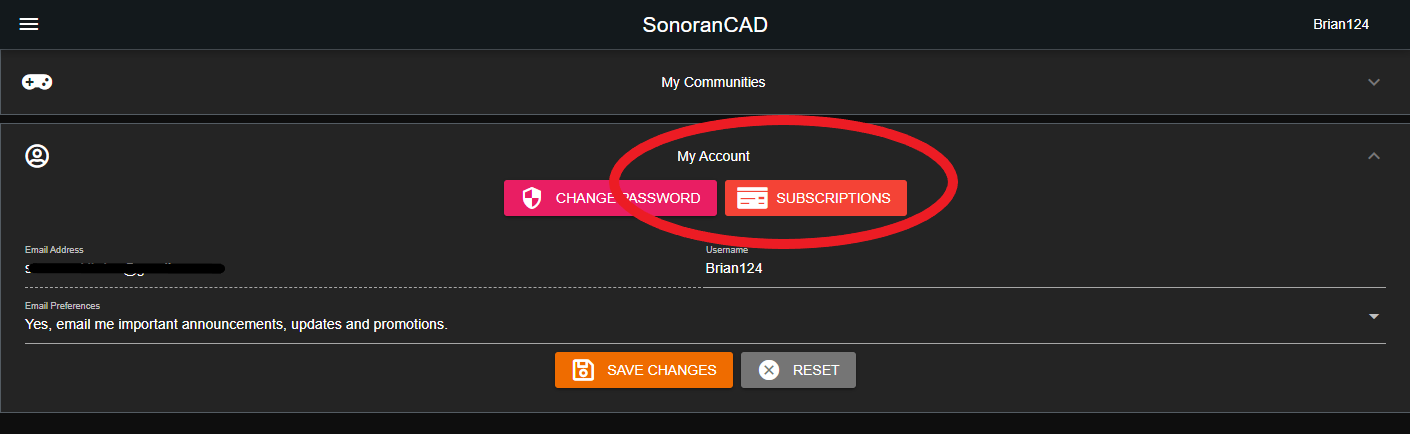 SonoranCAD
Brian124
My Communities
My Account
CHANGE PASSWORD
SUBSCRIPTIONS
Email Address
Username
Brian124
Email Preferences
Yes, email me important announcements, updates and promotions.
SAVE CHANGES
RESET